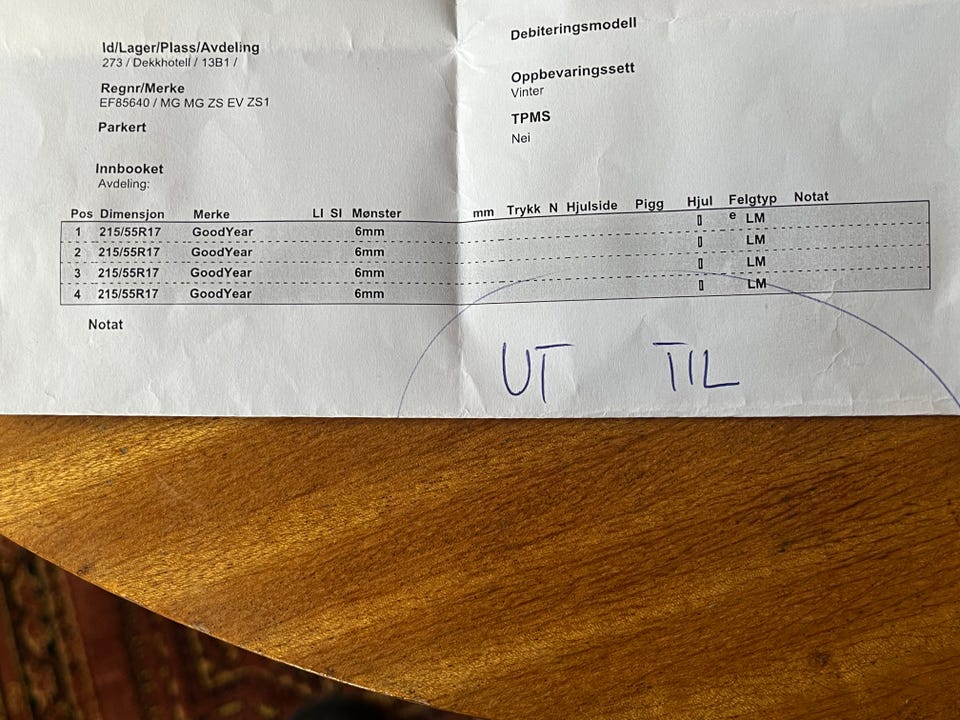 Id/Lager/Plass/Avdeling
273 / Dekkhotell / 13B1 /
Regnr/Merke
EF85640 / MG MG ZS EV ZS1
Parkert
Innbooket
Avdeling:
Debiteringsmodell
Oppbevaringssett
Vinter
TPMS
Nei
Pos Dimensjon Merke LI SI Mønster mm Trykk N Hjulside Pigg Hjul Felgtyp Notat
1 215/55R17 GoodYear 6mm e LM
2 215/55R17 GoodYear 6mm LM
3 215/55R17 GoodYear 6mm LM
4 215/55R17 GoodYear 6mm LM
Notat
UT TIL